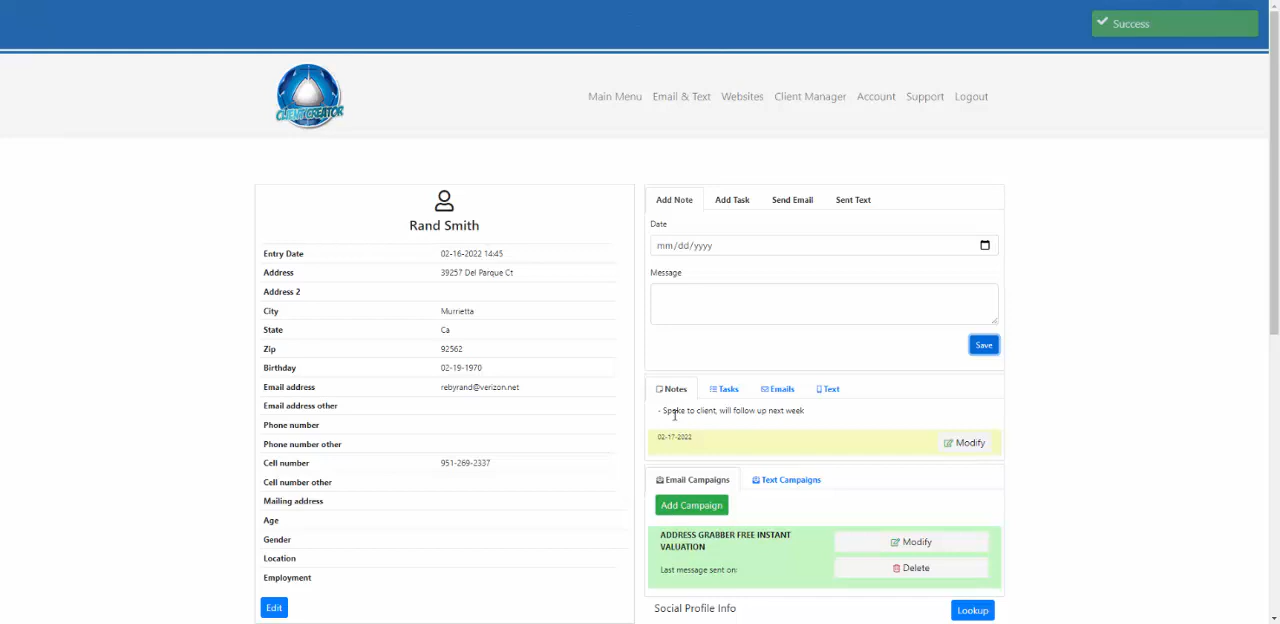 Success
CLIENT CREATOR
Main Menu Email & Text Websites Client Manager Account Support Logout
Rand Smith
Entry Date 02-16-2022 14:45
Address 39257 Del Parque Ct
Address 2
City Murrietta
State Ca
Zip 92562
Birthday 02-19-1970
Email address rebyrand@verizon.net
Email address other
Phone number
Phone number other
Cell number 951-269-2337
Cell number other
Mailing address
Age
Gender
Location
Employment
Edit
Add Note Add Task Send Email Sent Text
Date
mm/dd/yyyy
Message
Save
Notes Tasks Emails Text
- Spoke to client, will follow up next week
02-17-2022 Modify
Email Campaigns Text Campaigns
Add Campaign
ADDRESS GRABBER FREE INSTANT
VALUATION
Modify
Last message sent on:
Delete
Social Profile Info Lookup